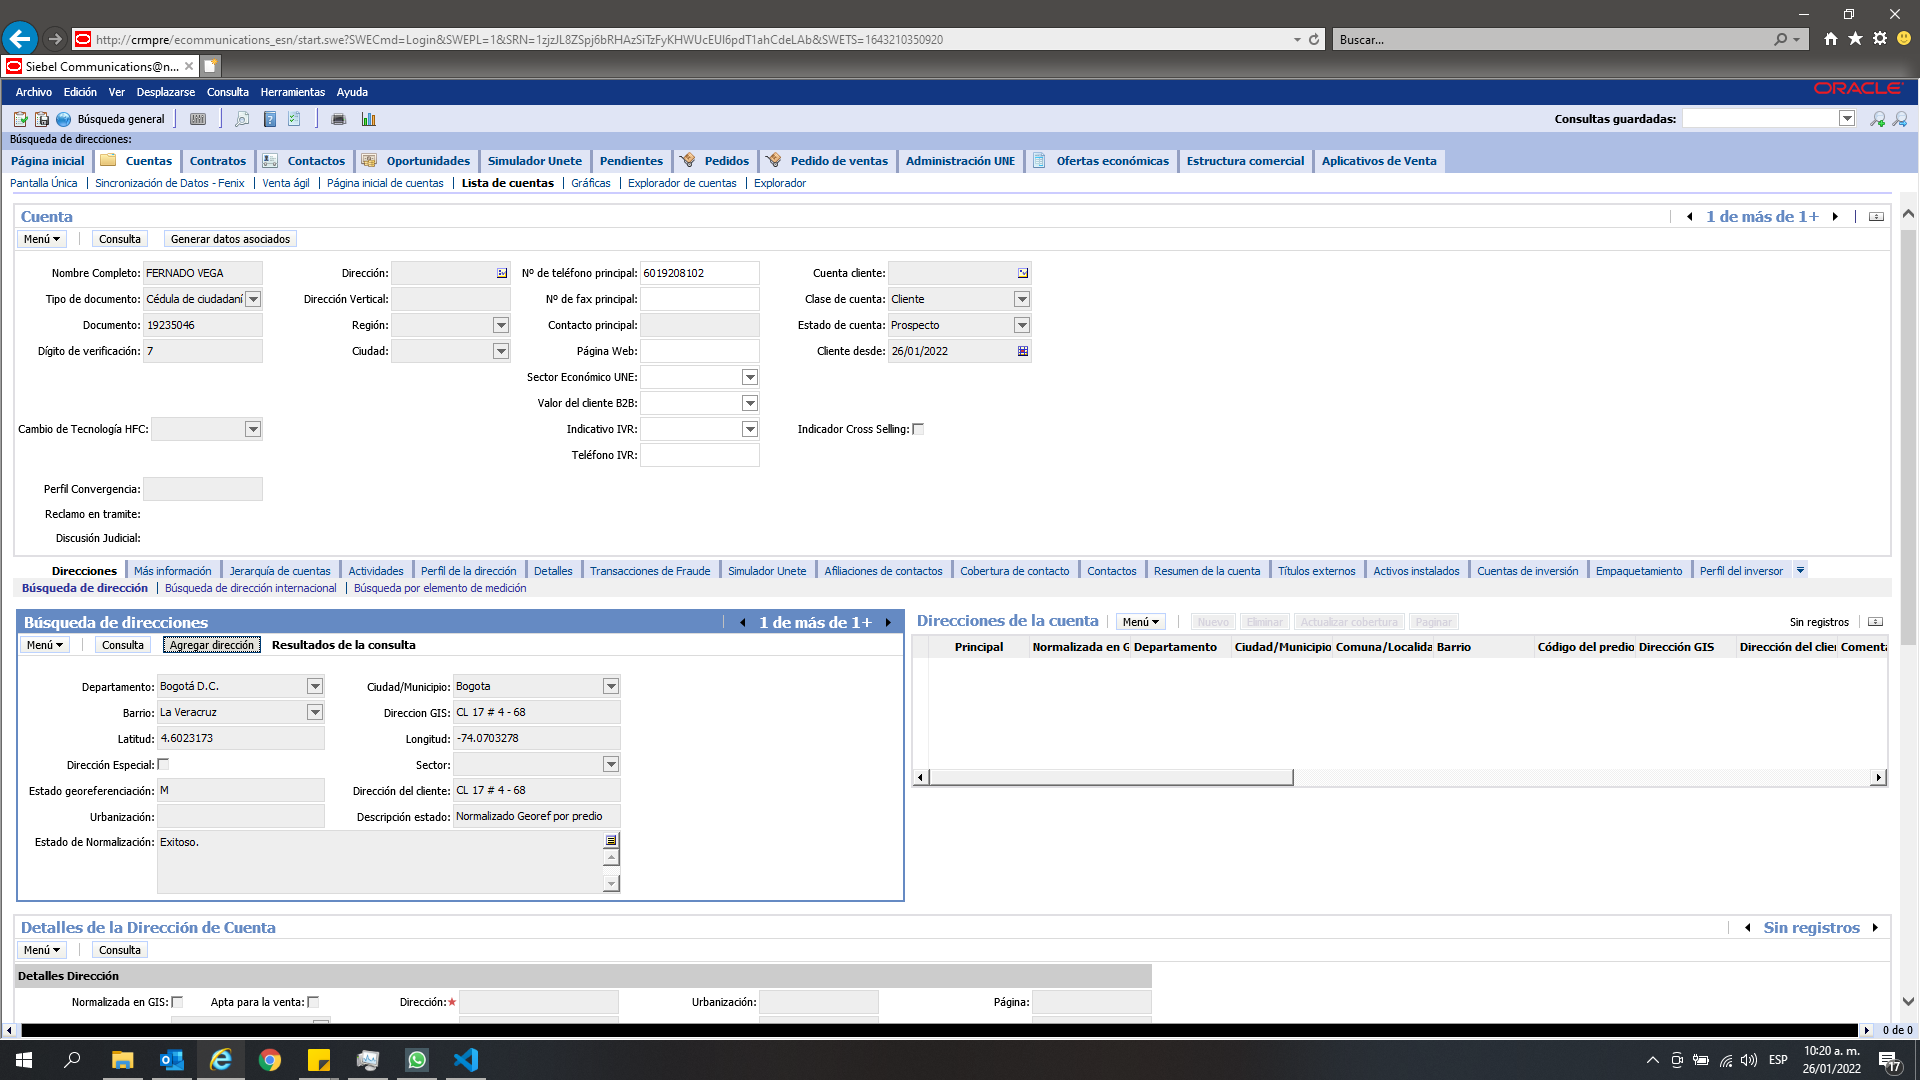 http://crmpre/ecommunications_esn/start.swe?SWECmd=Login&SWEPL=1&SRN=1zjzJL8ZSpj6bRHAzSiTzFyKHWUcEUI6pdT1ahCdeLAb&SWETS=1643210350920
Buscar...
Siebel Communications@n...
Archivo Edición Ver Desplazarse Consulta Herramientas Ayuda
ORACLE
Búsqueda general
Consultas guardadas:
Búsqueda de direcciones:
Página inicial Cuentas Contratos Contactos Oportunidades Simulador Unete Pendientes Pedidos Pedido de ventas Administración UNE Ofertas económicas Estructura comercial Aplicativos de Venta
Pantalla Única Sincronización de Datos - Fenix Venta ágil Página inicial de cuentas Lista de cuentas Gráficas Explorador de cuentas Explorador
Cuenta
1 de más de 1+
Menú Consulta Generar datos asociados
Nombre Completo: FERNADO VEGA Dirección: Nº de teléfono principal: 6019208102 Cuenta cliente:
Tipo de documento: Cédula de ciudadaní Dirección Vertical: Nº de fax principal: Clase de cuenta: Cliente
Documento: 19235046 Región: Contacto principal: Estado de cuenta: Prospecto
Dígito de verificación: 7 Ciudad: Página Web: Cliente desde: 26/01/2022
Sector Económico UNE:
Valor del cliente B2B:
Cambio de Tecnología HFC: Indicativo IVR: Indicador Cross Selling:
Teléfono IVR:
Perfil Convergencia:
Reclamo en tramite:
Discusión Judicial:
Direcciones Más información Jerarquía de cuentas Actividades Perfil de la dirección Detalles Transacciones de Fraude Simulador Unete Afiliaciones de contactos Cobertura de contacto Contactos Resumen de la cuenta Títulos externos Activos instalados Cuentas de inversión Empaquetamiento Perfil del inversor
Búsqueda de dirección Búsqueda de dirección internacional Búsqueda por elemento de medición
Búsqueda de direcciones
1 de más de 1+
Menú Consulta Agregar dirección Resultados de la consulta
Departamento: Bogotá D.C. Ciudad/Municipio: Bogota
Barrio: La Veracruz Direccion GIS: CL 17 # 4 - 68
Latitud: 4.6023173 Longitud: -74.0703278
Dirección Especial: Sector:
Estado georeferenciación: M Dirección del cliente: CL 17 # 4 - 68
Urbanización: Descripción estado: Normalizado Georef por predio
Estado de Normalización: Exitoso.
Direcciones de la cuenta Menú Nuevo Eliminar Actualizar cobertura Paginar Sin registros
Principal Normalizada en G Departamento Ciudad/Municipio Comuna/Localida Barrio Código del predio Dirección GIS Dirección del clie Coment
Detalles de la Dirección de Cuenta
Sin registros
Menú Consulta
Detalles Dirección
Normalizada en GIS: Apta para la venta: Dirección: Urbanización: Página:
0 de 0
ESP
10:20 a. m.
26/01/2022
17